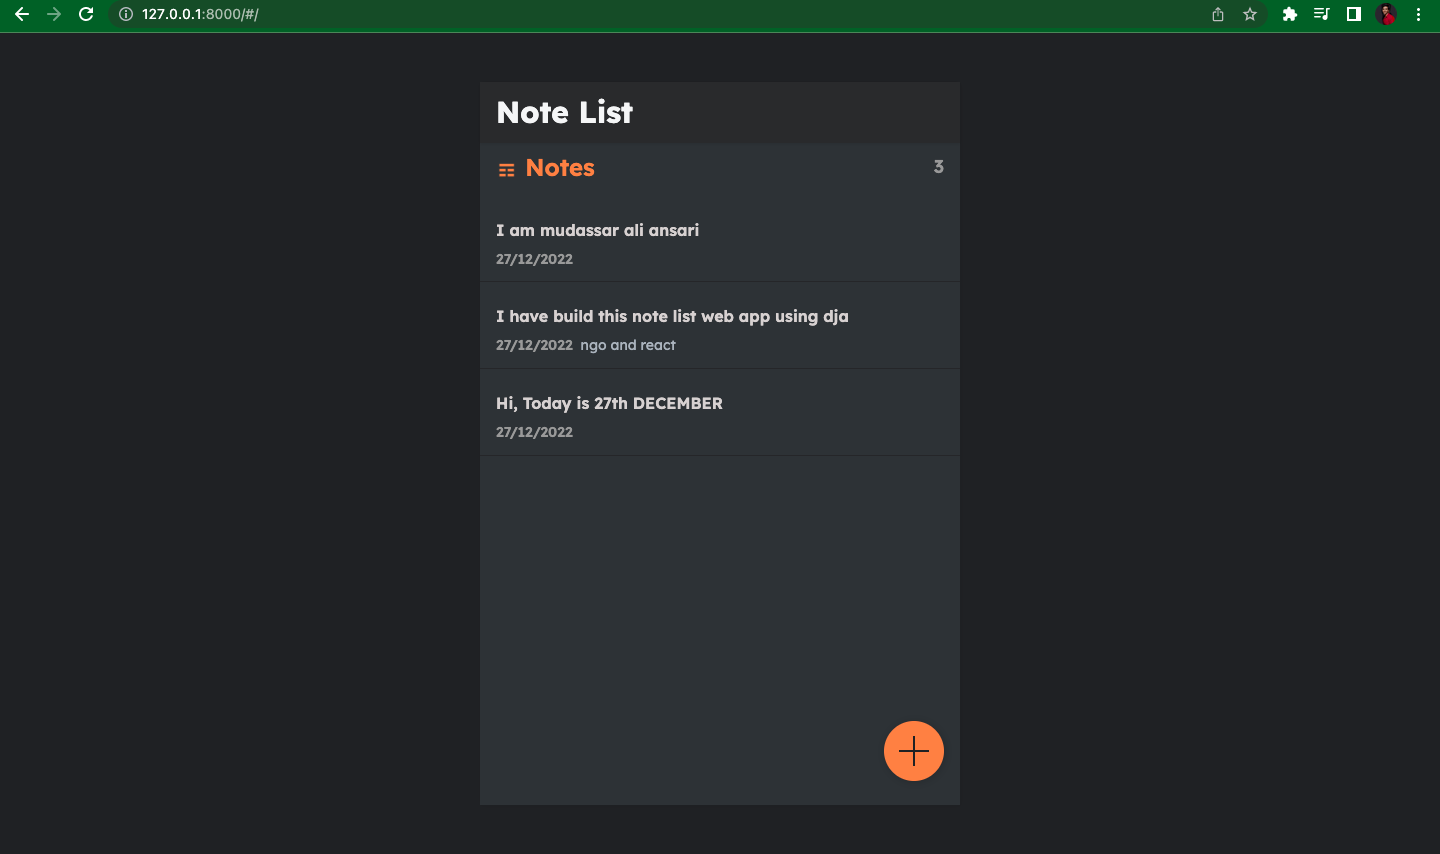 127.0.0.1:8000/#/
Note List
Notes 3
I am mudassar ali ansari
27/12/2022
I have build this note list web app using dja
27/12/2022 ngo and react
Hi, Today is 27th DECEMBER
27/12/2022